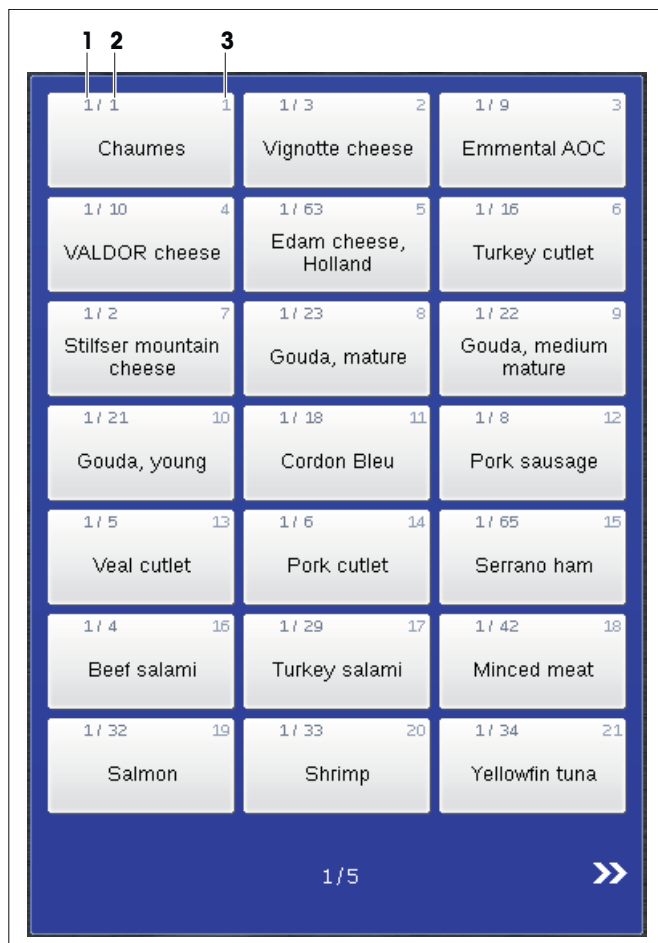 1 2 3
1/ 1 1
Chaumes
1/ 3 2
Vignotte cheese
1/ 9 3
Emmental AOC
1/ 10 4
VALDOR cheese
1/ 63 5
Edam cheese,
Holland
1/ 16 6
Turkey cutlet
1/ 2 7
Stilfser mountain
cheese
1/ 23 8
Gouda, mature
1/ 22 9
Gouda, medium
mature
1/ 21 10
Gouda, young
1/ 18 11
Cordon Bleu
1/ 8 12
Pork sausage
1/ 5 13
Veal cutlet
1/ 6 14
Pork cutlet
1/ 65 15
Serrano ham
1/ 4 16
Beef salami
1/ 29 17
Turkey salami
1/ 42 18
Minced meat
1/ 32 19
Salmon
1/ 33 20
Shrimp
1/ 34 21
Yellowfin tuna
1/5